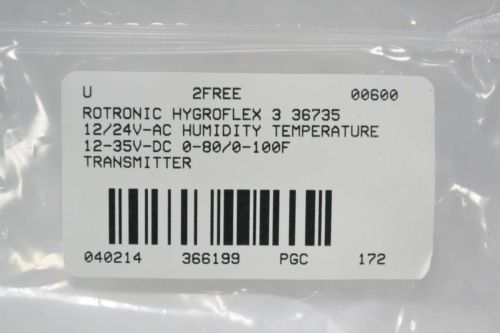 U 2FREE 00600
ROTRONIC HYGROFLEX 3 36735
12/24V-AC HUMIDITY TEMPERATURE
12-35V-DC 0-80/0-100F
TRANSMITTER
040214 366199 PGC 172